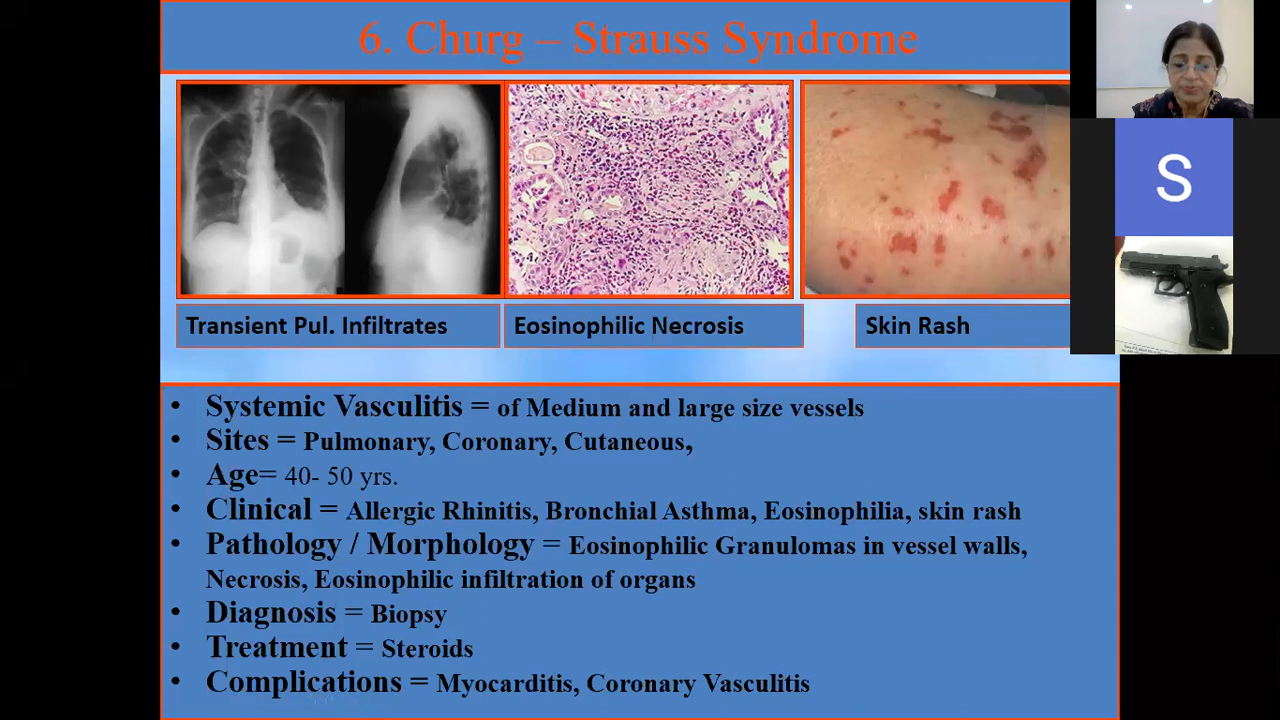 6. Churg – Strauss Syndrome
S
Transient Pul. Infiltrates
Eosinophilic Necrosis
Skin Rash
• Systemic Vasculitis = of Medium and large size vessels
• Sites = Pulmonary, Coronary, Cutaneous,
• Age= 40- 50 yrs.
• Clinical = Allergic Rhinitis, Bronchial Asthma, Eosinophilia, skin rash
• Pathology / Morphology = Eosinophilic Granulomas in vessel walls,
Necrosis, Eosinophilic infiltration of organs
• Diagnosis = Biopsy
• Treatment = Steroids
• Complications = Myocarditis, Coronary Vasculitis